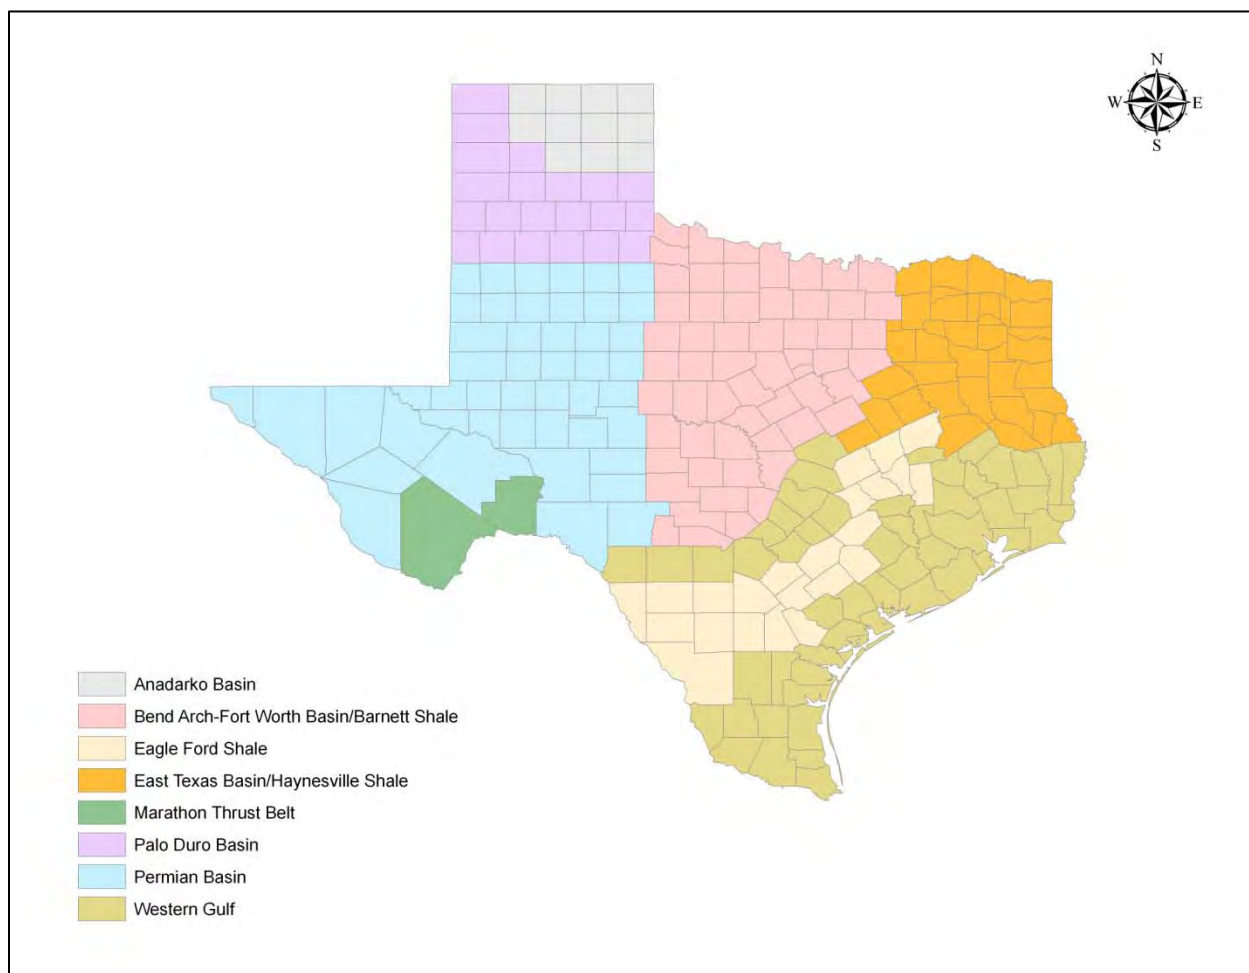 N
W E
S
Anadarko Basin
Bend Arch-Fort Worth Basin/Barnett Shale
Eagle Ford Shale
East Texas Basin/Haynesville Shale
Marathon Thrust Belt
Palo Duro Basin
Permian Basin
Western Gulf